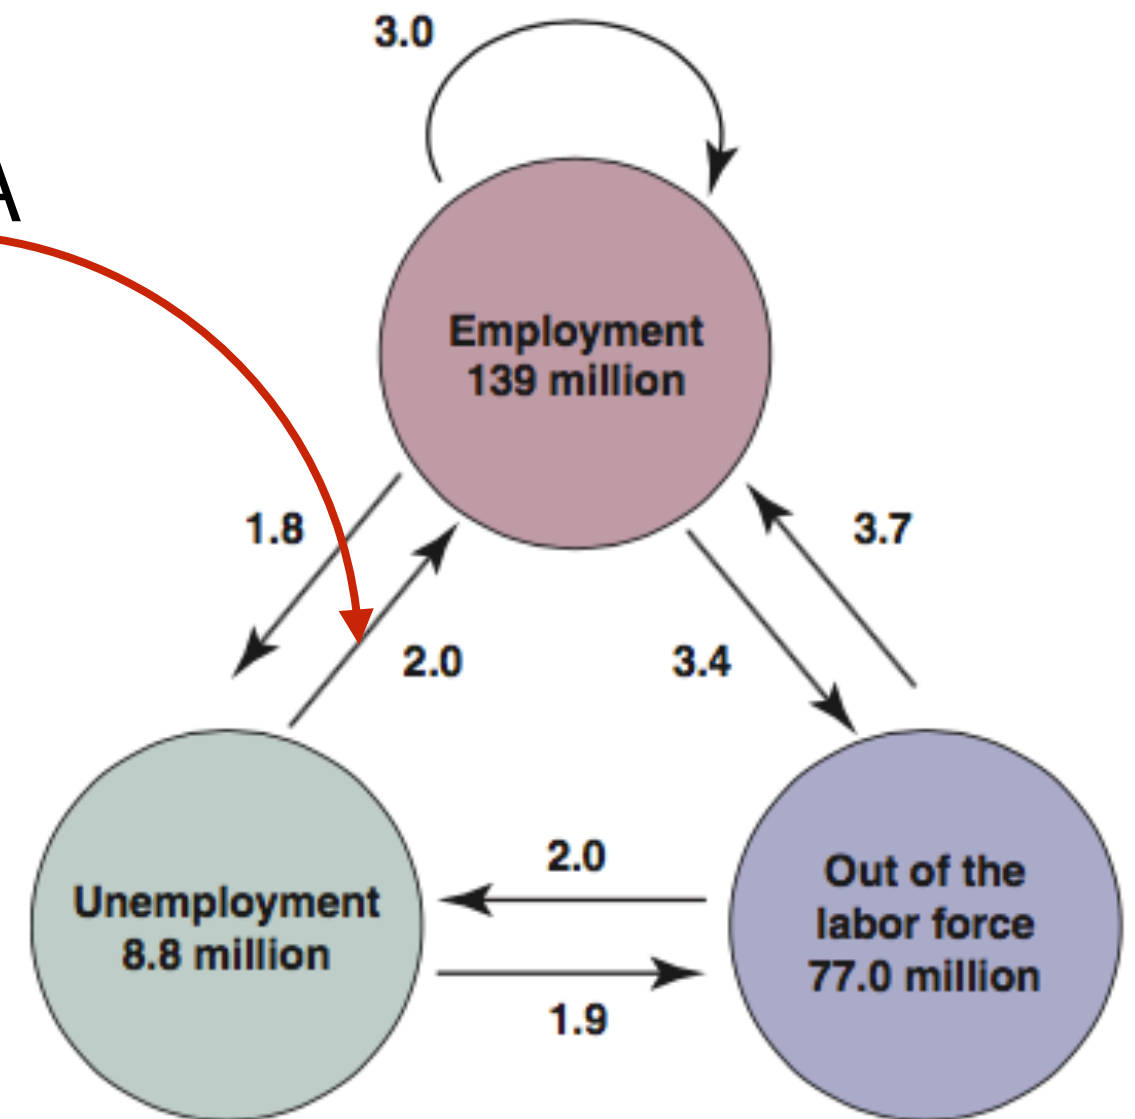 3.0
A
Employment
139 million
1.8
3.7
2.0
3.4
2.0
Unemployment
8.8 million
Out of the
labor force
77.0 million
1.9